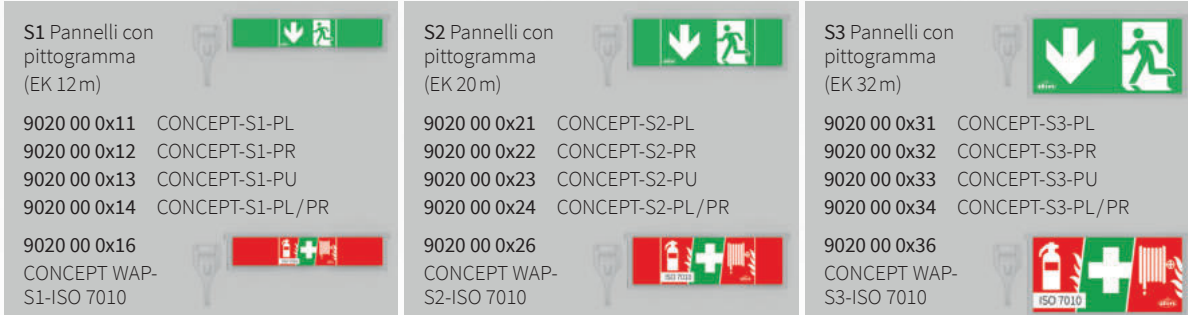 S1 Pannelli con
pittogramma
(EK 12 m)
9020 00 0x11 CONCEPT-S1-PL
9020 00 0x12 CONCEPT-S1-PR
9020 00 0x13 CONCEPT-S1-PU
9020 00 0x14 CONCEPT-S1-PL/PR
9020 00 0x16
CONCEPT WAP-
S1-ISO 7010
S2 Pannelli con
pittogramma
(EK 20 m)
9020 00 0x21 CONCEPT-S2-PL
9020 00 0x22 CONCEPT-S2-PR
9020 00 0x23 CONCEPT-S2-PU
9020 00 0x24 CONCEPT-S2-PL/PR
9020 00 0x26
CONCEPT WAP-
S2-ISO 7010
ISO 7010
S3 Pannelli con
pittogramma
(EK 32 m)
9020 00 0x31 CONCEPT-S3-PL
9020 00 0x32 CONCEPT-S3-PR
9020 00 0x33 CONCEPT-S3-PU
9020 00 0x34 CONCEPT-S3-PL/PR
9020 00 0x36
CONCEPT WAP-
S3-ISO 7010
ISO 7010